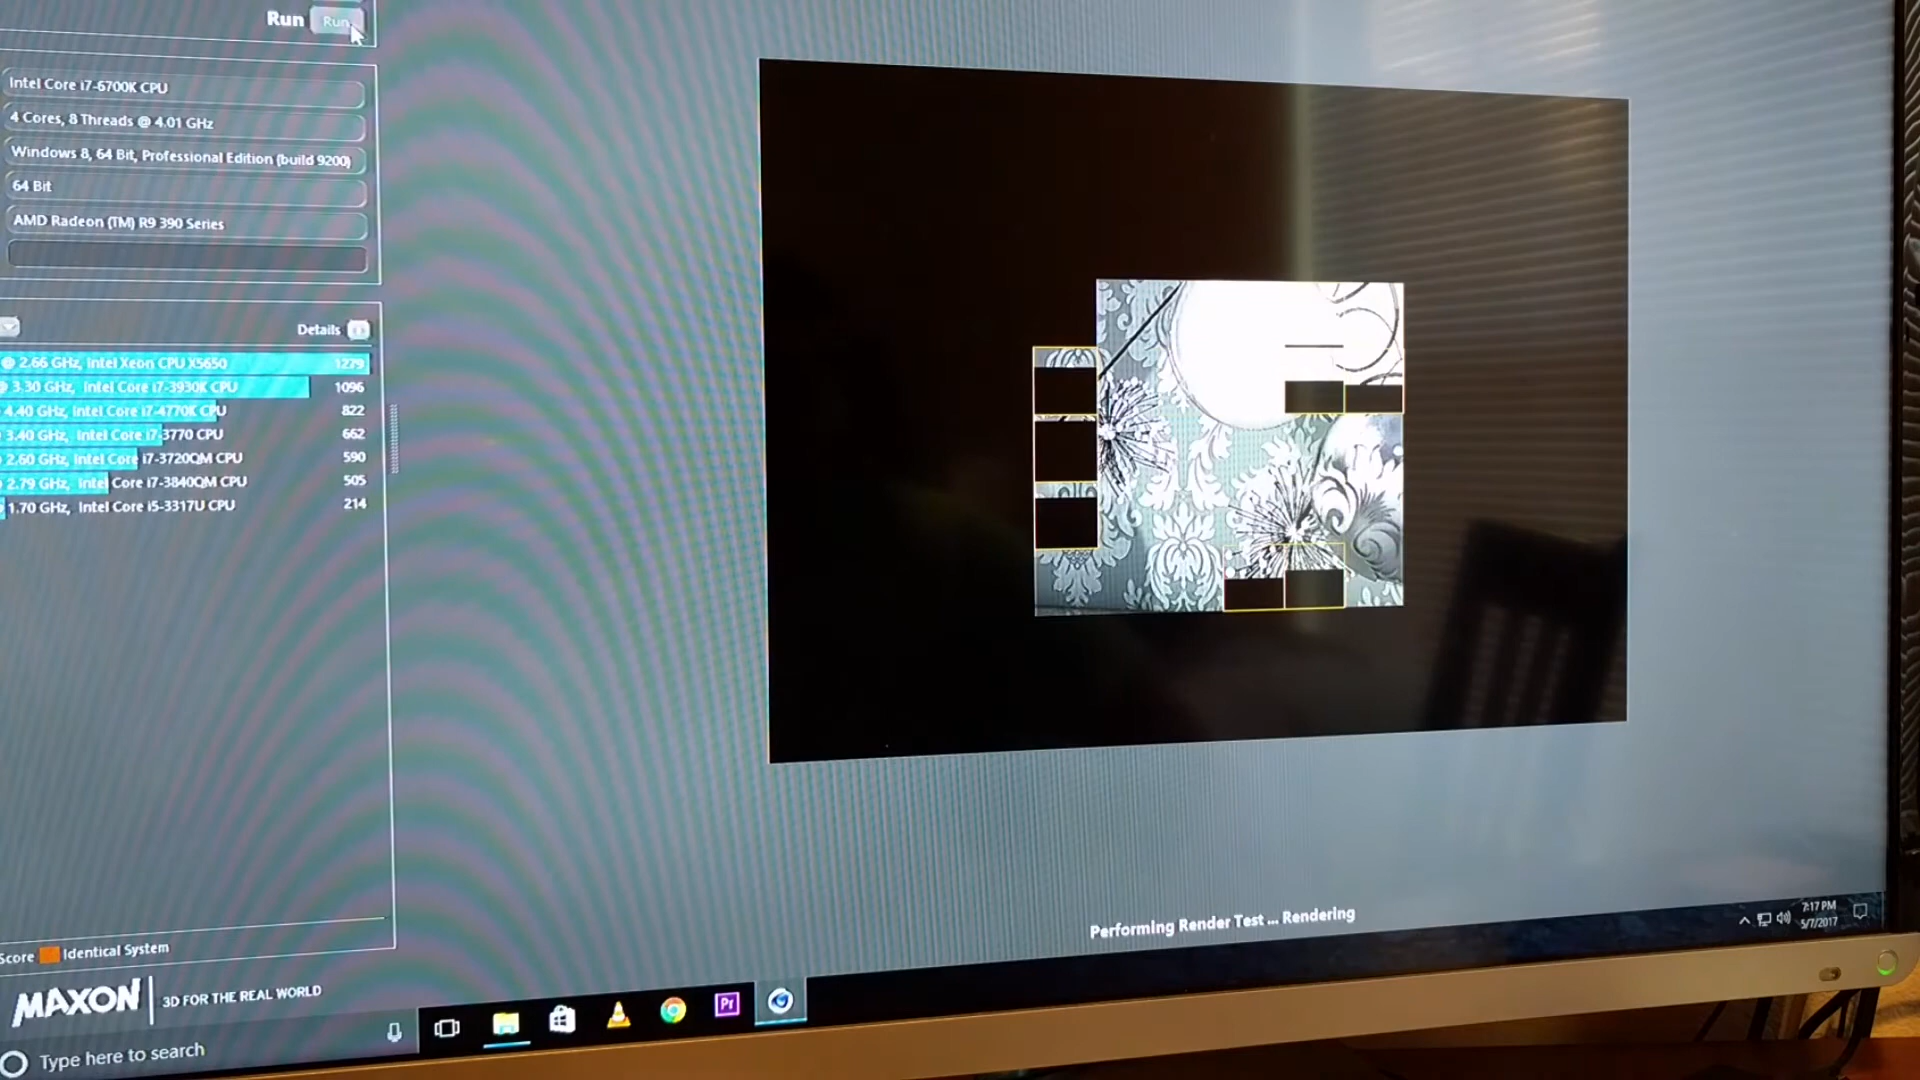 Run Run
Intel Core i7-6700K CPU
4 Cores, 8 Threads @ 4.01 GHz
Windows 8, 64 Bit, Professional Edition (build 9200)
64 Bit
AMD Radeon (TM) R9 390 Series
Details
@ 2.66 GHz, Intel Xeon CPU X5650 1279
@ 3.30 GHz, Intel Core i7-3930K CPU 1096
4.40 GHz, Intel Core i7-4770K CPU 822
3.40 GHz, Intel Core i7-3770 CPU 662
2.60 GHz, Intel Core i7-3720QM CPU 590
2.79 GHz, Intel Core i7-3840QM CPU 505
1.70 GHz, Intel Core i5-3317U CPU 214
Performing Render Test ... Rendering
Score Identical System
MAXON 3D FOR THE REAL WORLD
Type here to search
Pr
7:17 PM
5/7/2017